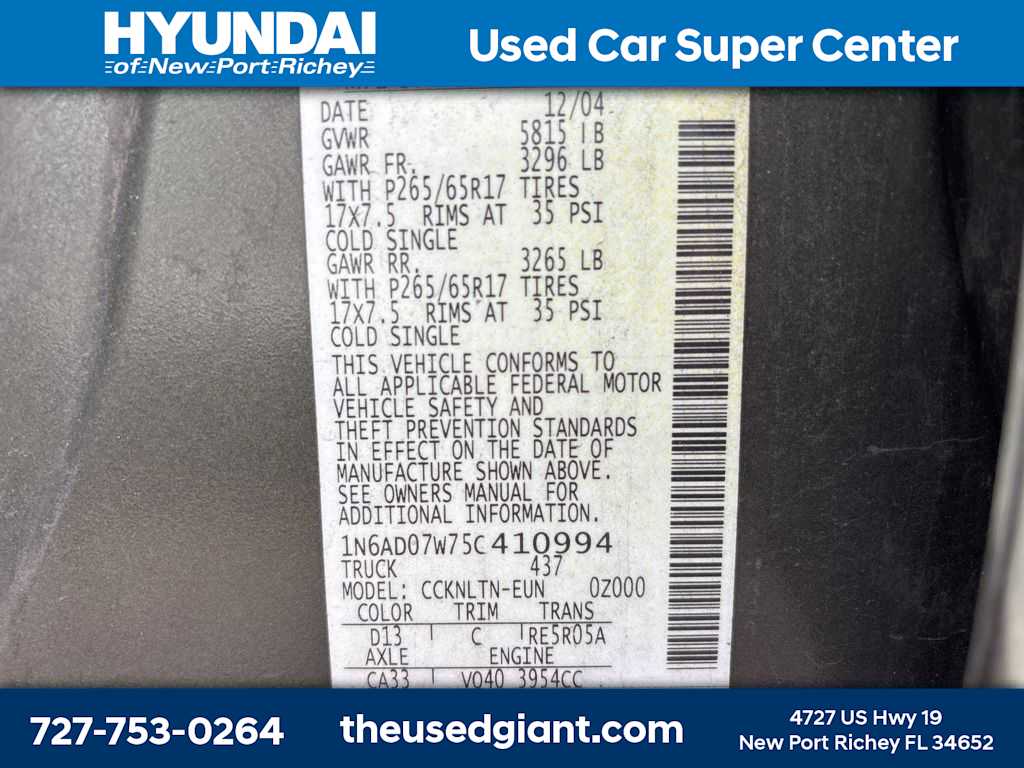 HYUNDAI
of New Port Richey
Used Car Super Center
DATE 12/04
GVWR 5815 LB
GAWR FR. 3296 LB
WITH P265/65R17 TIRES
17X7.5 RIMS AT 35 PSI
COLD SINGLE
GAWR RR. 3265 LB
WITH P265/65R17 TIRES
17X7.5 RIMS AT 35 PSI
COLD SINGLE
THIS VEHICLE CONFORMS TO
ALL APPLICABLE FEDERAL MOTOR
VEHICLE SAFETY AND
THEFT PREVENTION STANDARDS
IN EFFECT ON THE DATE OF
MANUFACTURE SHOWN ABOVE.
SEE OWNERS MANUAL FOR
ADDITIONAL INFORMATION.
1N6AD07W75C410994
TRUCK 437
MODEL: CCKNLTN-EUN 0Z000
COLOR TRIM TRANS
D13 C RE5R05A
AXLE ENGINE
CA33 VQ40 3954CC
727-753-0264
theusedgiant.com
4727 US Hwy 19
New Port Richey FL 34652